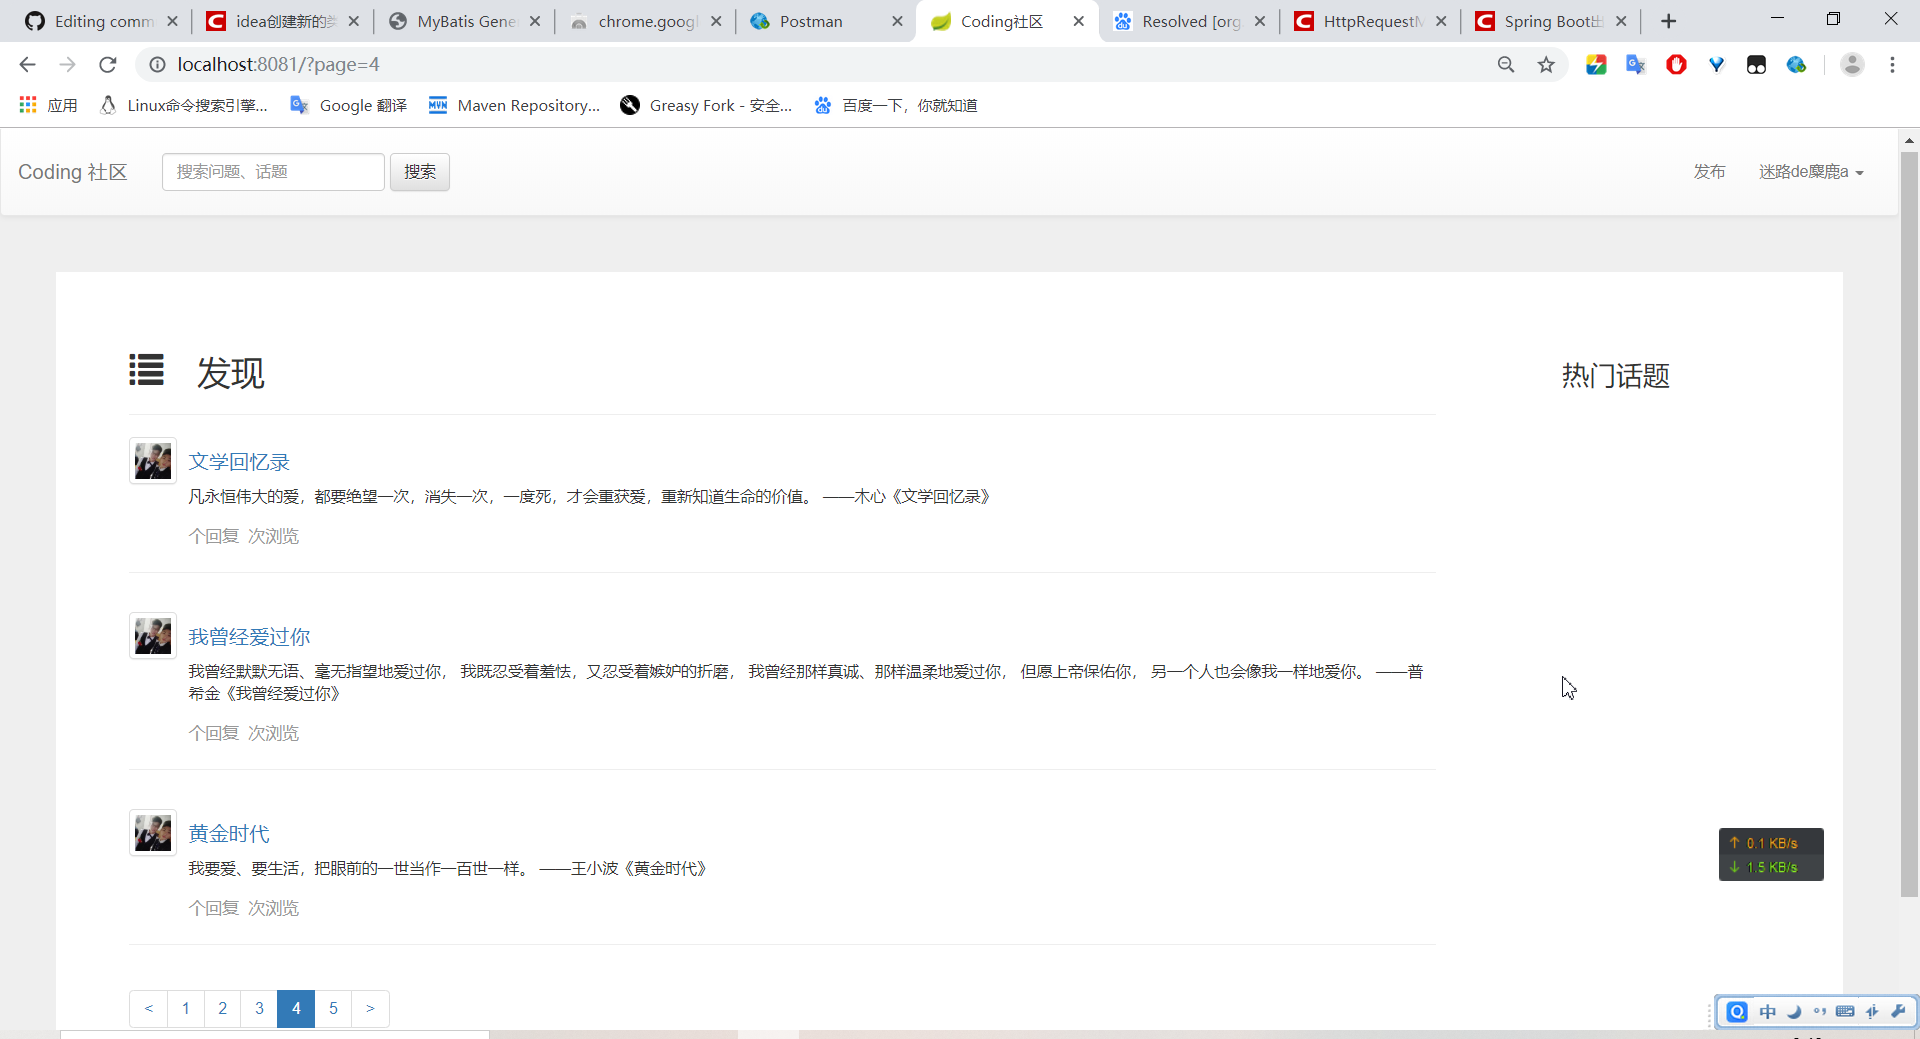 Editing comm
idea创建新的类
MyBatis Gene
chrome.googl
Postman
Coding社区
Resolved [org
HttpRequestM
Spring Boot出
localhost:8081/?page=4
应用
Linux命令搜索引擎...
Google 翻译
Maven Repository...
Greasy Fork - 安全...
百度一下，你就知道
Coding 社区
搜索问题、话题
搜索
发布
迷路de麋鹿a
发现
热门话题
文学回忆录
凡永恒伟大的爱，都要绝望一次，消失一次，一度死，才会重获爱，重新知道生命的价值。 ——木心《文学回忆录》
个回复 次浏览
我曾经爱过你
我曾经默默无语、毫无指望地爱过你， 我既忍受着羞怯，又忍受着嫉妒的折磨， 我曾经那样真诚、那样温柔地爱过你， 但愿上帝保佑你， 另一个人也会像我一样地爱你。 ——普
希金《我曾经爱过你》
个回复 次浏览
黄金时代
我要爱、要生活，把眼前的一世当作一百世一样。 ——王小波《黄金时代》
个回复 次浏览
↑ 0.1 KB/s
↓ 1.5 KB/s
< 1 2 3 4 5 >
中